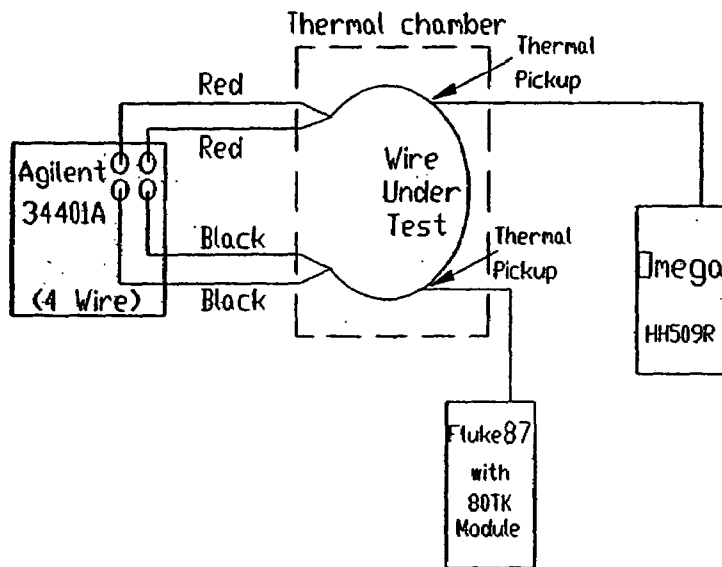 Thermal chamber
Thermal
Pickup
Red
Red
Agilent
34401A
(4 Wire)
Wire
Under
Test
Black
Black
Thermal
Pickup
Omega
HH509R
Fluke87
with
80TK
Module